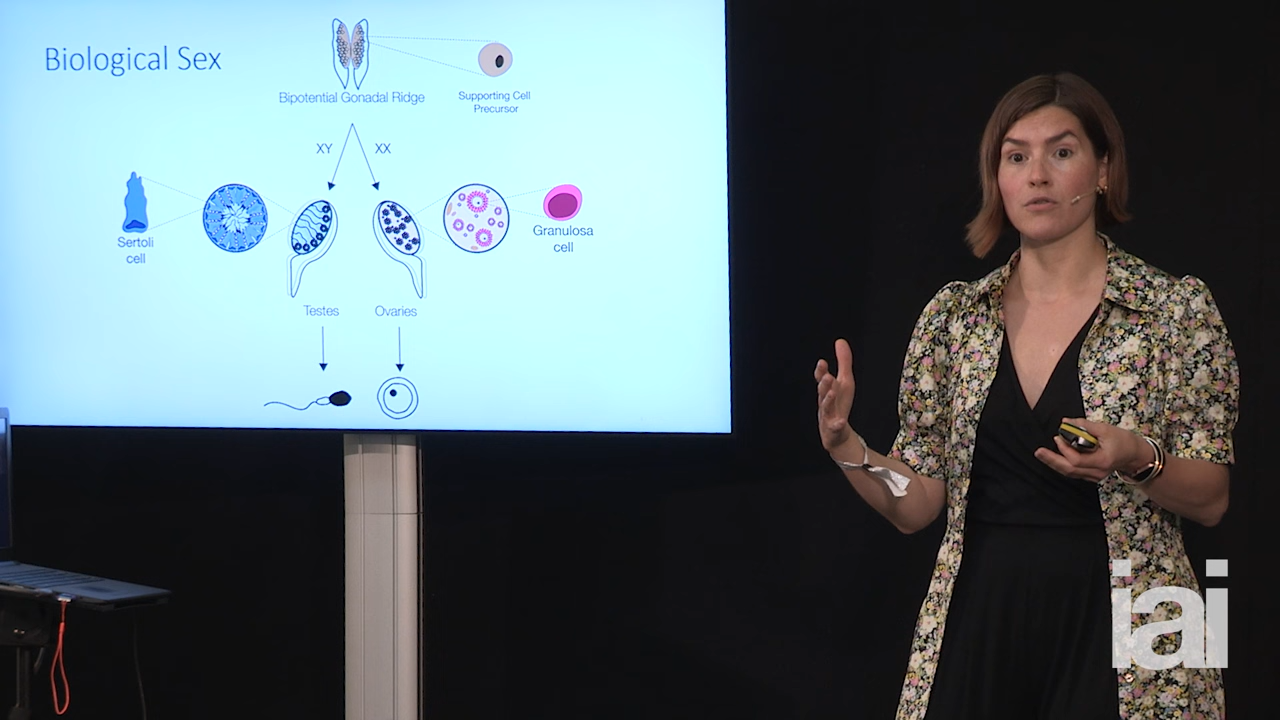 Biological Sex
Bipotential Gonadal Ridge
Supporting Cell
Precursor
XY
XX
Sertoli
cell
Granulosa
cell
Testes
Ovaries
iai